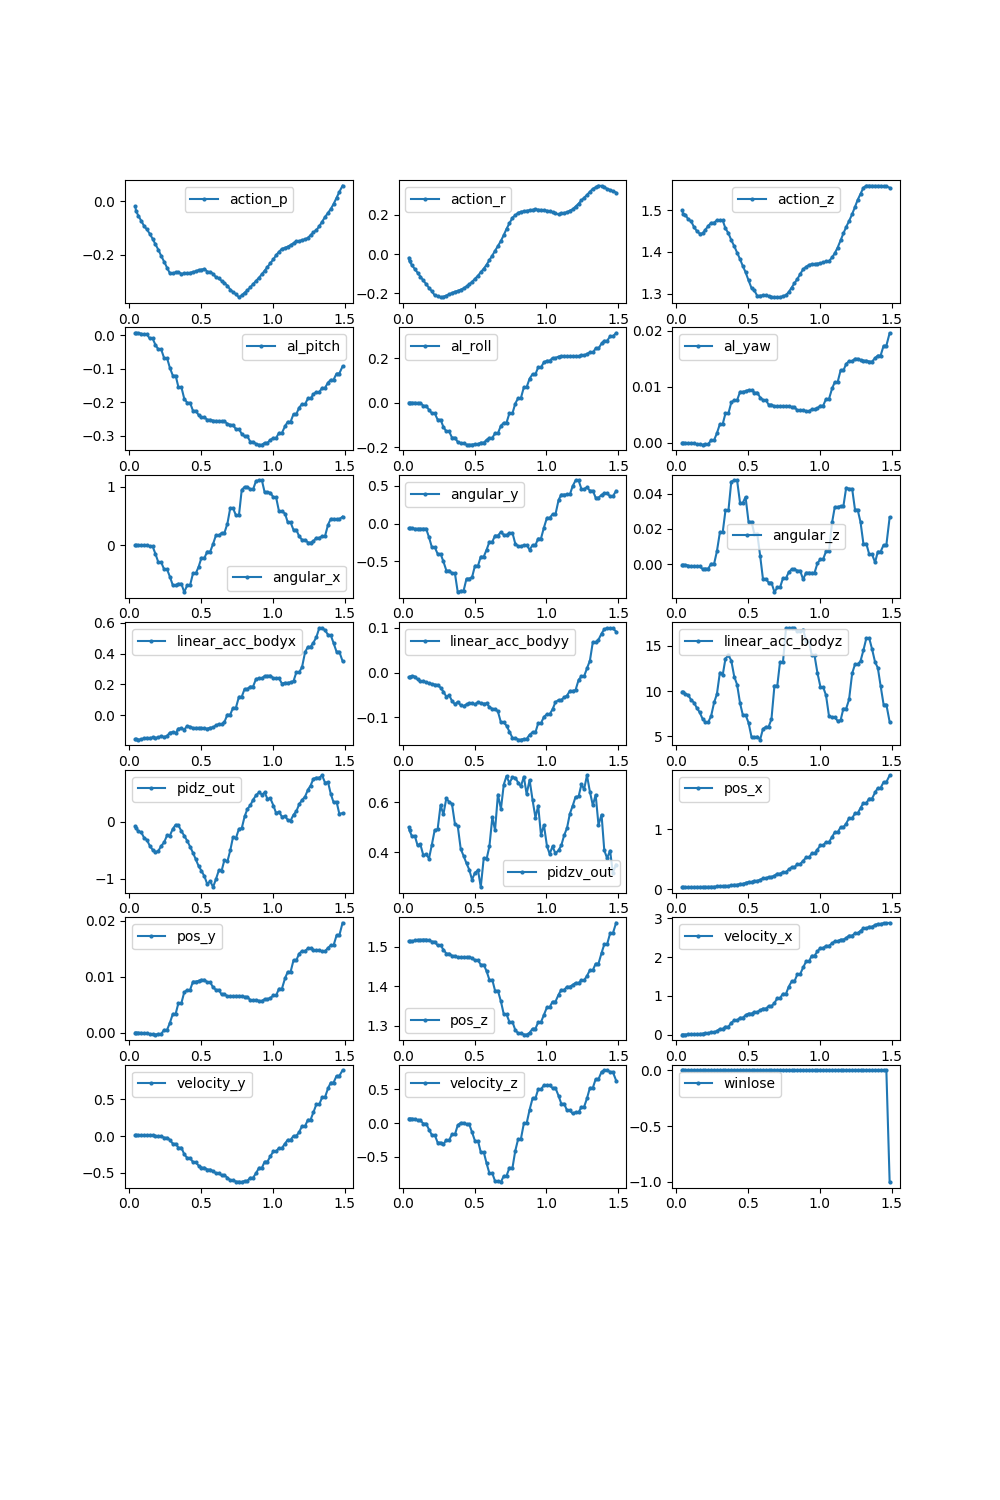 action_p action_r action_z
0.0 −0.2
0.2 0.0 −0.2
1.5 1.4 1.3
0.0 0.5 1.0 1.5 0.0 0.5 1.0 1.5 0.0 0.5 1.0 1.5
al_pitch al_roll al_yaw
0.0 −0.1 −0.2 −0.3
0.2 0.0 −0.2
0.02 0.01 0.00
0.0 0.5 1.0 1.5 0.0 0.5 1.0 1.5 0.0 0.5 1.0 1.5
angular_x angular_y angular_z
1 0
0.5 0.0 −0.5
0.04 0.02 0.00
0.0 0.5 1.0 1.5 0.0 0.5 1.0 1.5 0.0 0.5 1.0 1.5
linear_acc_bodyx linear_acc_bodyy linear_acc_bodyz
0.6 0.4 0.2 0.0
0.1 0.0 −0.1
15 10 5
0.0 0.5 1.0 1.5 0.0 0.5 1.0 1.5 0.0 0.5 1.0 1.5
pidz_out pidzv_out pos_x
0 −1
0.6 0.4
1 0
0.0 0.5 1.0 1.5 0.0 0.5 1.0 1.5 0.0 0.5 1.0 1.5
pos_y pos_z velocity_x
0.02 0.01 0.00
1.5 1.4 1.3
3 2 1 0
0.0 0.5 1.0 1.5 0.0 0.5 1.0 1.5 0.0 0.5 1.0 1.5
velocity_y velocity_z winlose
0.5 0.0 −0.5
0.5 0.0 −0.5
0.0 −0.5 −1.0
0.0 0.5 1.0 1.5 0.0 0.5 1.0 1.5 0.0 0.5 1.0 1.5